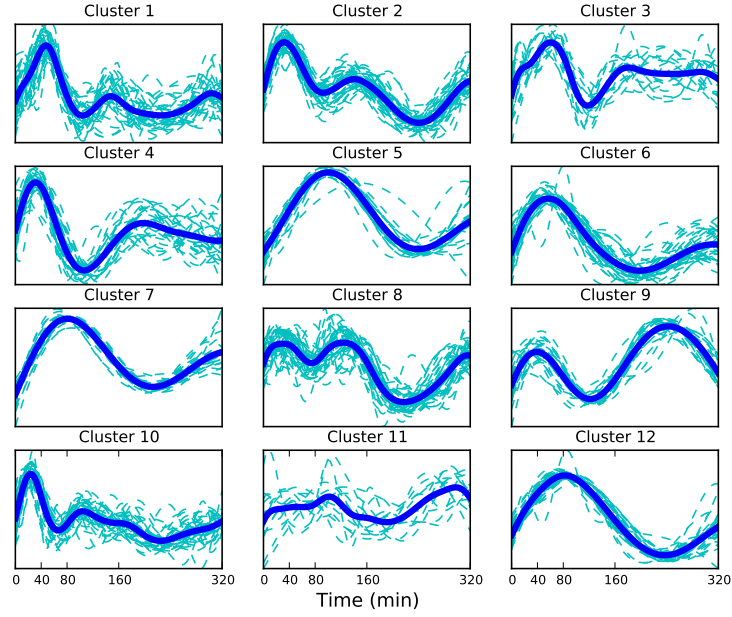 Cluster 1 Cluster 2 Cluster 3
Cluster 4 Cluster 5 Cluster 6
Cluster 7 Cluster 8 Cluster 9
Cluster 10 Cluster 11 Cluster 12
0 40 80 160 320 0 40 80 160 320 0 40 80 160 320
Time (min)